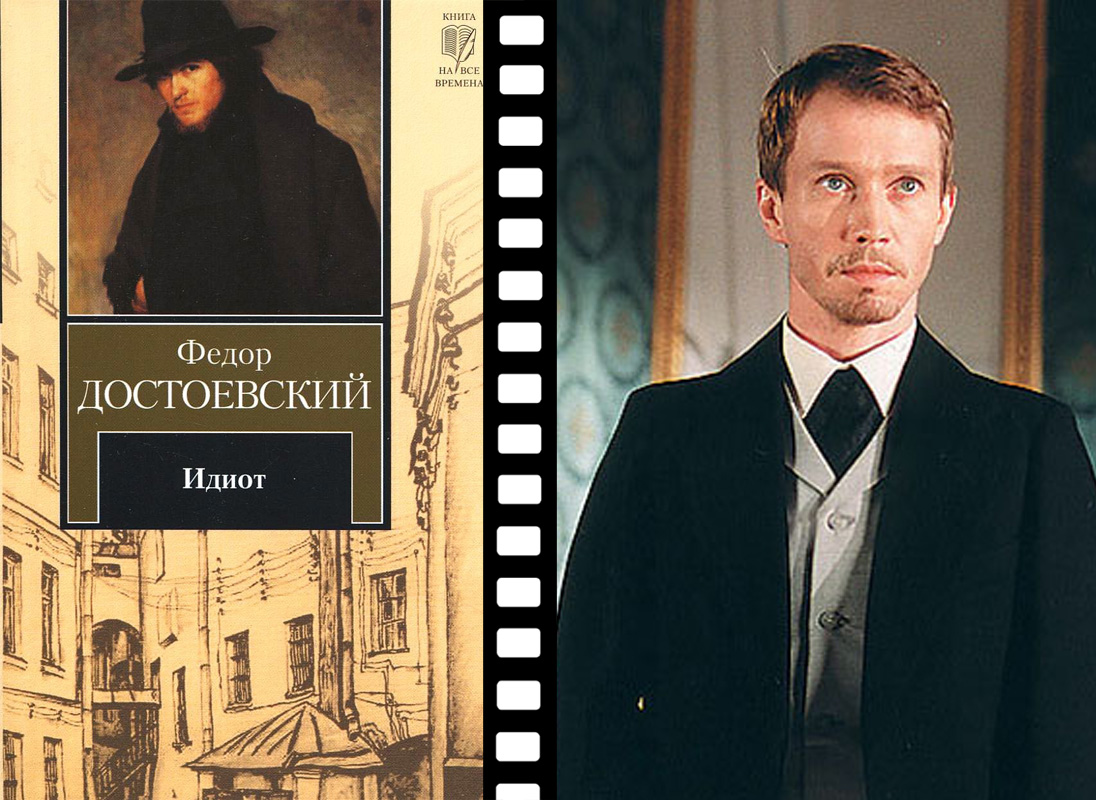 КНИГА
НА ВСЕ
ВРЕМЕНА
Федор
ДОСТОЕВСКИЙ
Идиот